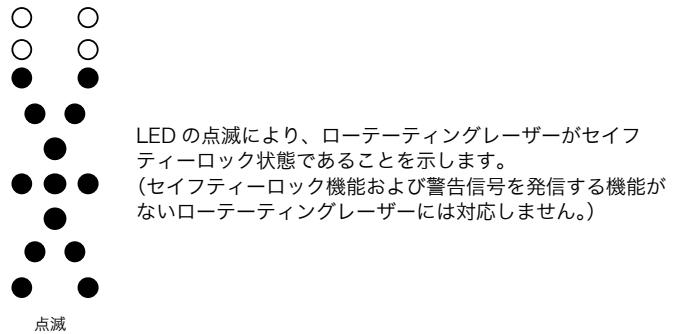 LED の点滅により、ローテーティングレーザーがセイフ
ティーロック状態であることを示します。
（セイフティーロック機能および警告信号を発信する機能が
ないローテーティングレーザーには対応しません。）
点滅